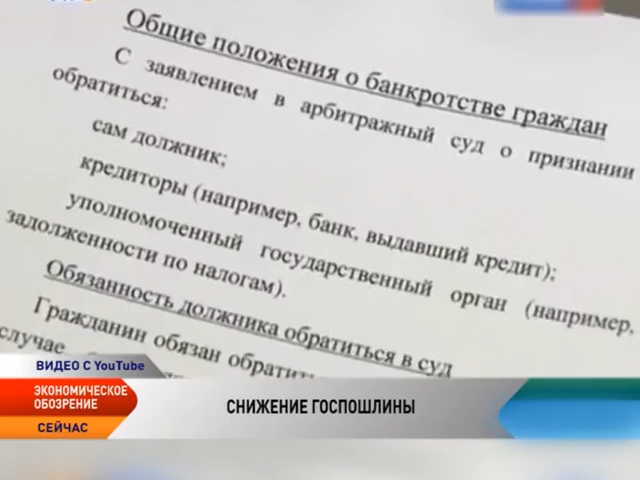 Общие положения о банкротстве граждан
С заявлением в арбитражный суд о признании
обратиться:
сам должник;
кредиторы (например, банк, выдавший кредит);
уполномоченный государственный орган (например,
задолженности по налогам).
Обязанность должника обратиться в суд
Гражданин обязан
случае
ВИДЕО С YouTube
ЭКОНОМИЧЕСКОЕ
ОБОЗРЕНИЕ
СНИЖЕНИЕ ГОСПОШЛИНЫ
СЕЙЧАС